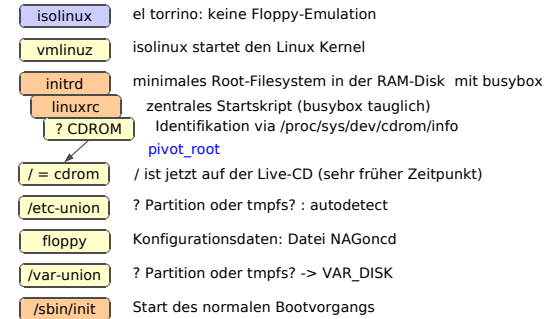 isolinux el torrino: keine Floppy-Emulation
vmlinuz isolinux startet den Linux Kernel
initrd minimales Root-Filesystem in der RAM-Disk mit busybox
linuxrc zentrales Startskript (busybox tauglich)
? CDROM Identifikation via /proc/sys/dev/cdrom/info
pivot_root
/ = cdrom / ist jetzt auf der Live-CD (sehr früher Zeitpunkt)
/etc-union ? Partition oder tmpfs? : autodetect
floppy Konfigurationsdaten: Datei NAGoncd
/var-union ? Partition oder tmpfs? -> VAR_DISK
/sbin/init Start des normalen Bootvorgangs